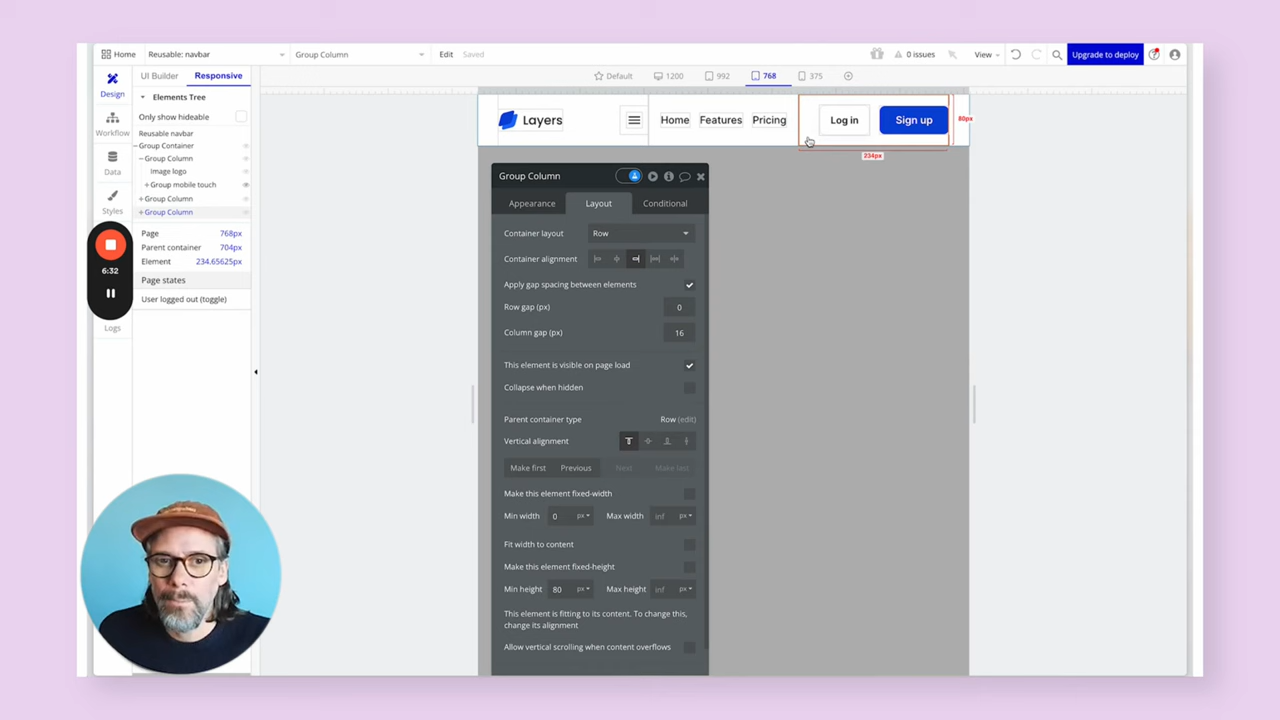 Home
Reusable: navbar
Group Column
Edit
Saved
0 issues
View
Upgrade to deploy
Design
Workflow
Data
Styles
Logs
6:32
UI Builder
Responsive
Elements Tree
Only show hideable
Reusable navbar
Group Container
Group Column
Image logo
Group mobile touch
Group Column
Group Column
Page 768px
Parent container 704px
Element 234.65625px
Page states
User logged out (toggle)
Default
1200
992
768
375
Layers
Home
Features
Pricing
Log in
Sign up
80px
234px
Group Column
Appearance
Layout
Conditional
Container layout Row
Container alignment
Apply gap spacing between elements
Row gap (px) 0
Column gap (px) 16
This element is visible on page load
Collapse when hidden
Parent container type Row (edit)
Vertical alignment
Make first Previous Next Make last
Make this element fixed-width
Min width 0 px Max width inf px
Fit width to content
Make this element fixed-height
Min height 80 px Max height inf px
This element is fitting to its content. To change this,
change its alignment
Allow vertical scrolling when content overflows